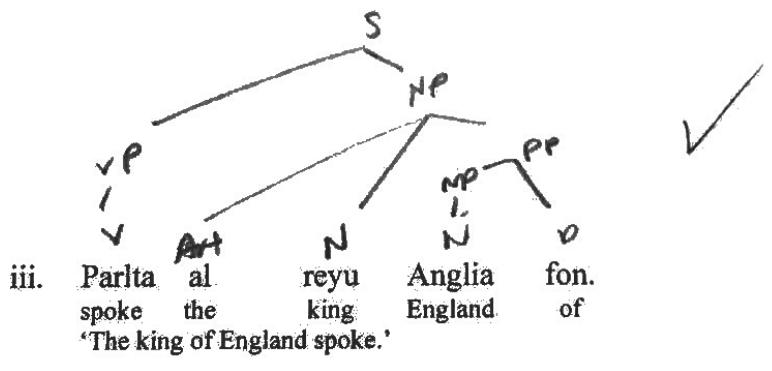 S
NP
VP PP
NP
V Art N N
iii. Parlta al reyu Anglia fon.
spoke the king England of
‘The king of England spoke.’